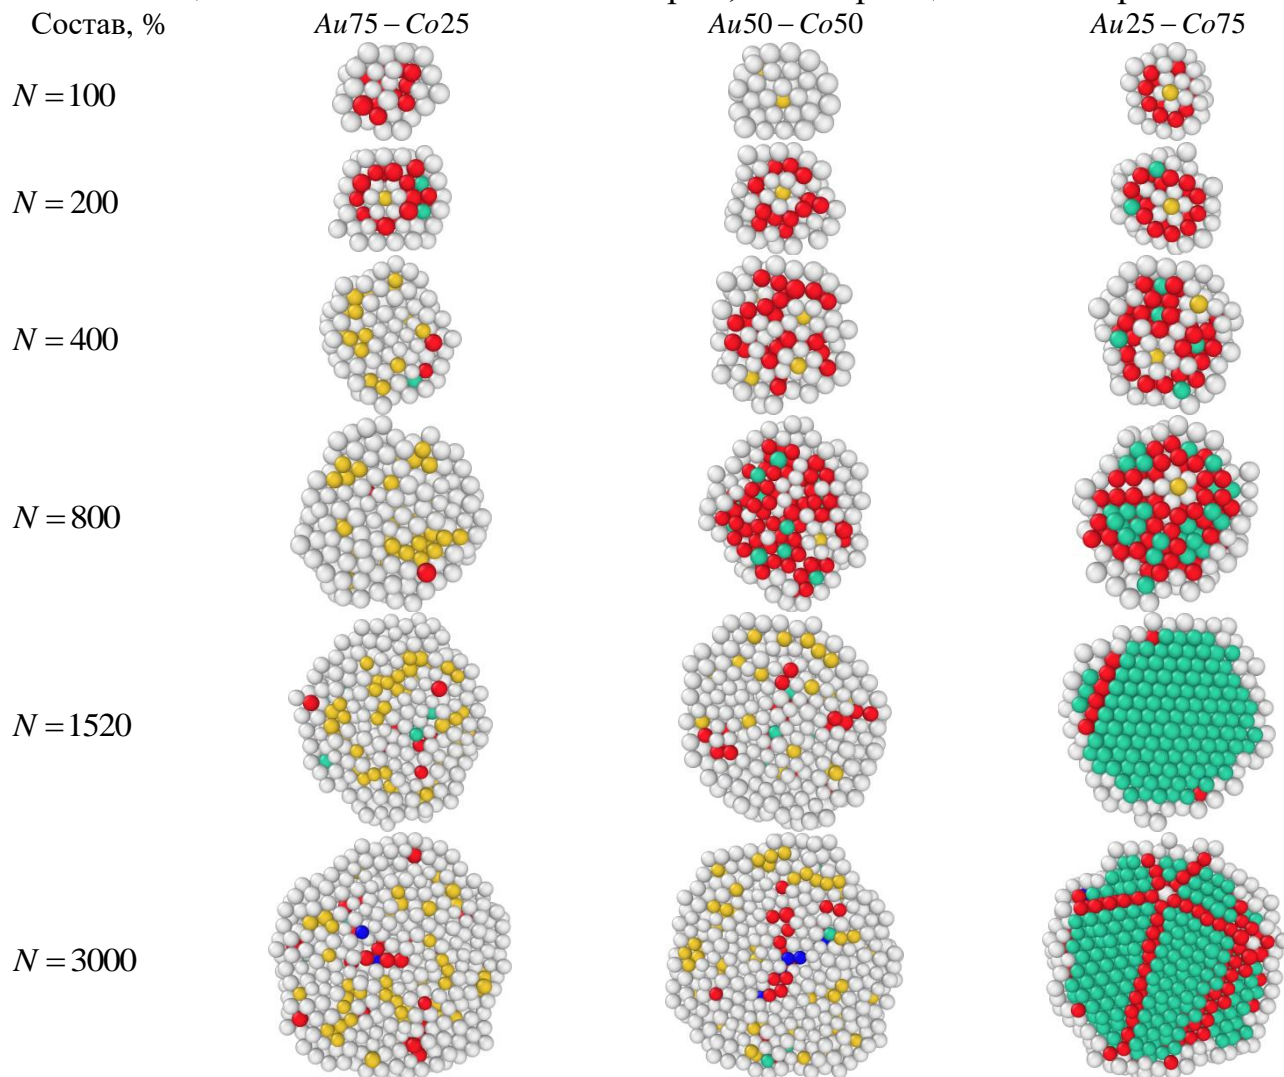 Состав, % Au75 – Co25 Au50 – Co50 Au25 – Co75
N = 100
N = 200
N = 400
N = 800
N = 1520
N = 3000